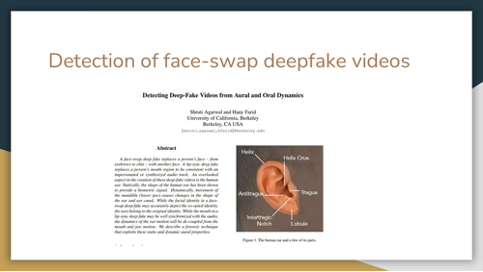 Detection of face-swap deepfake videos
Detecting Deep-Fake Videos from Aural and Oral Dynamics
Shruti Agarwal and Hany Farid
University of California, Berkeley
Berkeley, CA USA
Abstract
A face-swap deep fake replaces a person's face – from
eyebrows to chin – with another face. A lip-sync deep fake
replaces a person's mouth region to be consistent with an
impersonated or synthesized audio track. An overlooked
aspect in the creation of these deep-fake videos is the human
ear. Statically, the shape of the human ear has been shown
to provide a biometric signal. Dynamically, movement of
the mandible (lower jaw) causes changes in the shape of
the ear and ear canal. While the facial identity in a face-
swap deep fake may accurately depict the co-opted identity,
the ears belong to the original identity. While the mouth in a
lip-sync deep fake may be well synchronized with the audio,
the dynamics of the ear motion will be de-coupled from the
mouth and jaw motion. We describe a forensic technique
that exploits these static and dynamic aural properties.
Helix
Helix Crus
Antitragus
Tragus
Intertragic
Notch
Lobule
Figure 1. The human ear and a few of its parts.